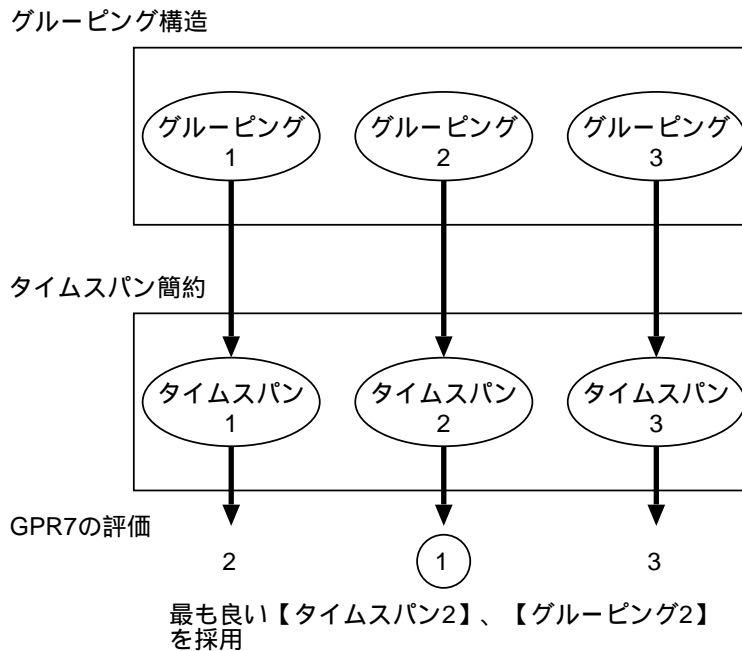 グルーピング構造
グルーピング グルーピング グルーピング
1 2 3
タイムスパン簡約
タイムスパン タイムスパン タイムスパン
1 2 3
GPR7の評価
2 1 3
最も良い【タイムスパン2】、【グルーピング2】
を採用